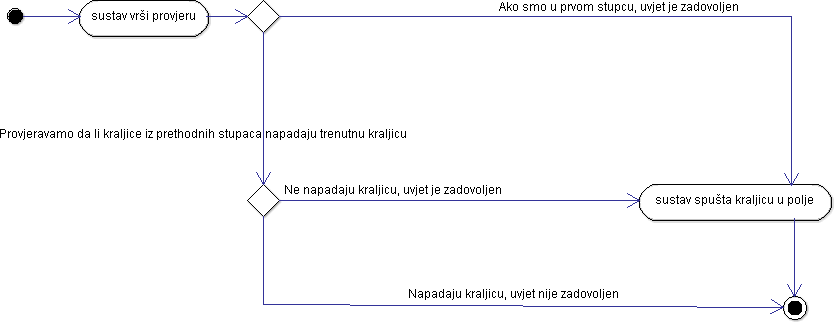 Ako smo u prvom stupcu, uvjet je zadovoljen
sustav vrši provjeru
Provjeravamo da li kraljice iz prethodnih stupaca napadaju trenutnu kraljicu
Ne napadaju kraljicu, uvjet je zadovoljen
sustav spušta kraljicu u polje
Napadaju kraljicu, uvjet nije zadovoljen